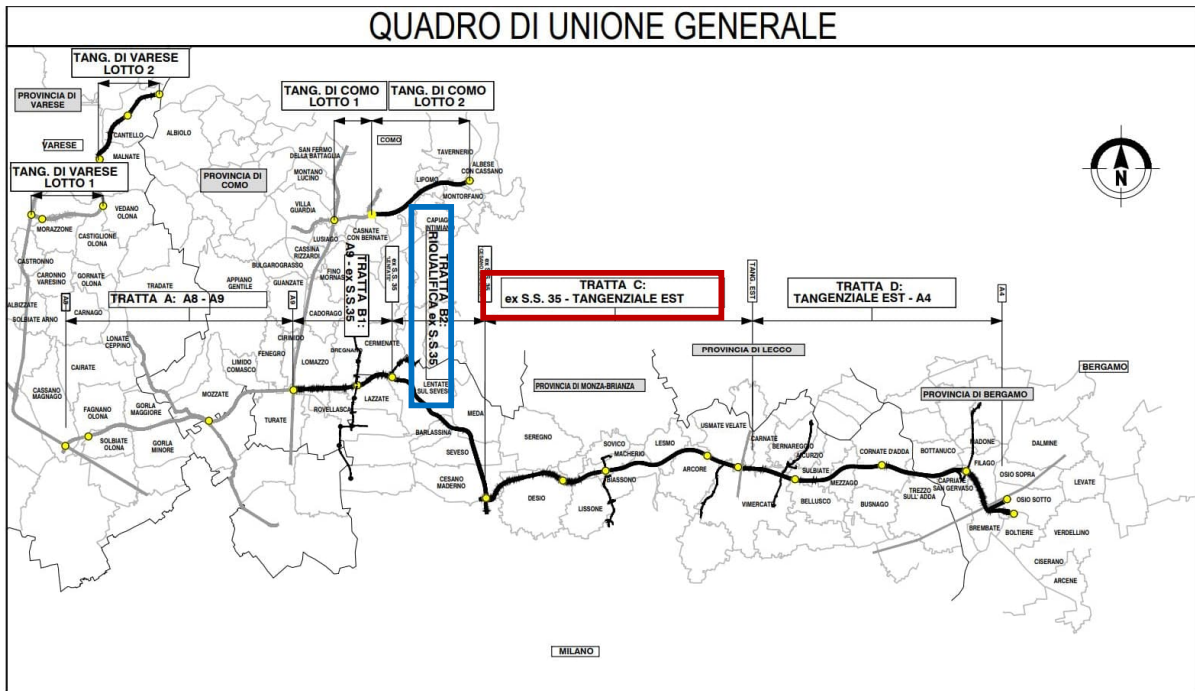 QUADRO DI UNIONE GENERALE
TANG. DI VARESE
LOTTO 2
PROVINCIA DI
VARESE
CANTELLO
ALBIOLO
VARESE
MALNATE
TANG. DI VARESE
LOTTO 1
VEDANO
OLONA
MORAZZONE
CASTIGLIONE
OLONA
CASTRONNO
CARONNO
VARESINO
GORNATE
OLONA
TRADATE
ALBIZZATE
SOLBIATE ARNO
CARNAGO
TANG. DI COMO
LOTTO 1
TANG. DI COMO
LOTTO 2
COMO
SAN FERMO
DELLA BATTAGLIA
TAVERNERIO
ALBESE
CON CASSANO
MONTANO
LUCINO
LIPOMO
MONTORFANO
PROVINCIA DI
COMO
VILLA
GUARDIA
LUSIAGO
CASNATE
CON BERNATE
CAPIAGO
INTIMIANO
CASSINA
RIZZARDI
BULGAROGRASSO
FINO
MORNASCO
APPIANO
GENTILE
GUANZATE
CADORAGO
N
A8
TRATTA A: A8 - A9
A9
TRATTA B1:
A9 - ex S.S.35
ex S.S. 35
TRATTA B2:
RIQUALIFICA ex S.S.35
ex S.S. 35
TRATTA C:
ex S.S. 35 - TANGENZIALE EST
TANG. EST
TRATTA D:
TANGENZIALE EST - A4
A4
LONATE
CEPPINO
CIRIMIDO
FENEGRO
LOMAZZO
BREGNANO
CERMENATE
LIMIDO
COMASCO
CAIRATE
MOZZATE
CASSANO
MAGNAGO
FAGNANO
OLONA
GORLA
MAGGIORE
TURATE
ROVELLASCA
LAZZATE
LENTATE
SUL SEVESO
SOLBIATE
OLONA
GORLA
MINORE
BARLASSINA
MEDA
SEVESO
CESANO
MADERNO
PROVINCIA DI MONZA-BRIANZA
PROVINCIA DI LECCO
BERGAMO
PROVINCIA DI BERGAMO
SEREGNO
SOVICO
MACHERIO
LESMO
USMATE VELATE
CARNATE
BERNAREGGIO
CORNATE D'ADDA
BOTTANUCO
MADONE
FILAGO
DALMINE
DESIO
BIASSONO
ARCORE
SULBIATE
MEZZAGO
TREZZO
SULL' ADDA
CAPRIATE
SAN GERVASO
OSIO SOPRA
LEVATE
LISSONE
VIMERCATE
BELLUSCO
BUSNAGO
OSIO SOTTO
BREMBATE
BOLTIERE
VERDELLINO
CISERANO
ARCENE
MILANO